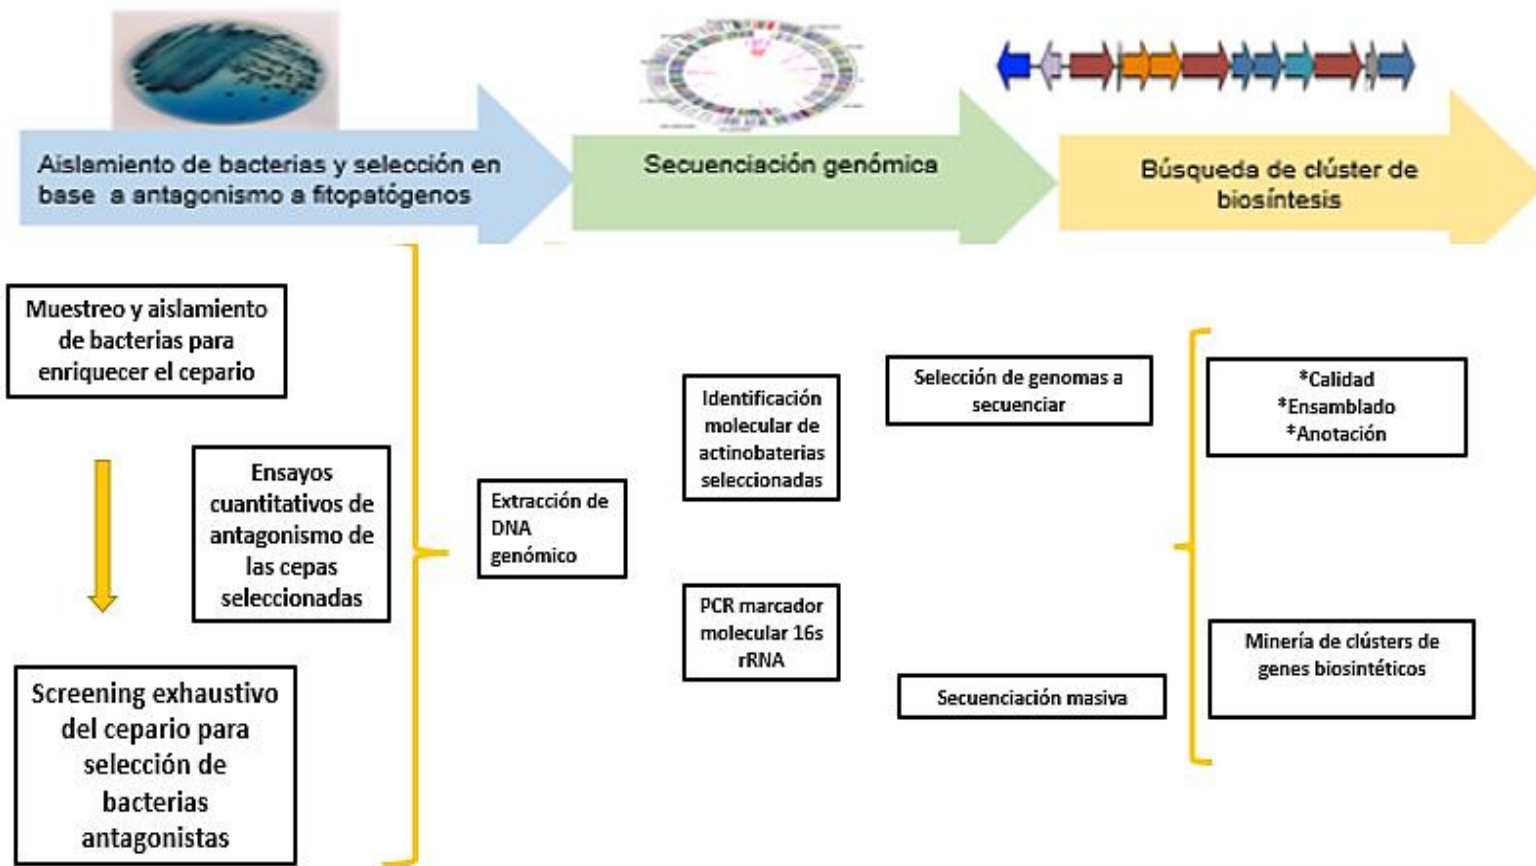 Aislamiento de bacterias y selección en
base a antagonismo a fitopatógenos
Secuenciación genómica
Búsqueda de clúster de
biosíntesis
Muestreo y aislamiento
de bacterias para
enriquecer el cepario
Ensayos
cuantitativos de
antagonismo de
las cepas
seleccionadas
Screening exhaustivo
del cepario para
selección de
bacterias
antagonistas
Extracción de
DNA
genómico
Identificación
molecular de
actinobaterias
seleccionadas
PCR marcador
molecular 16s
rRNA
Selección de genomas a
secuenciar
Secuenciación masiva
*Calidad
*Ensamblado
*Anotación
Minería de clústers de
genes biosintéticos